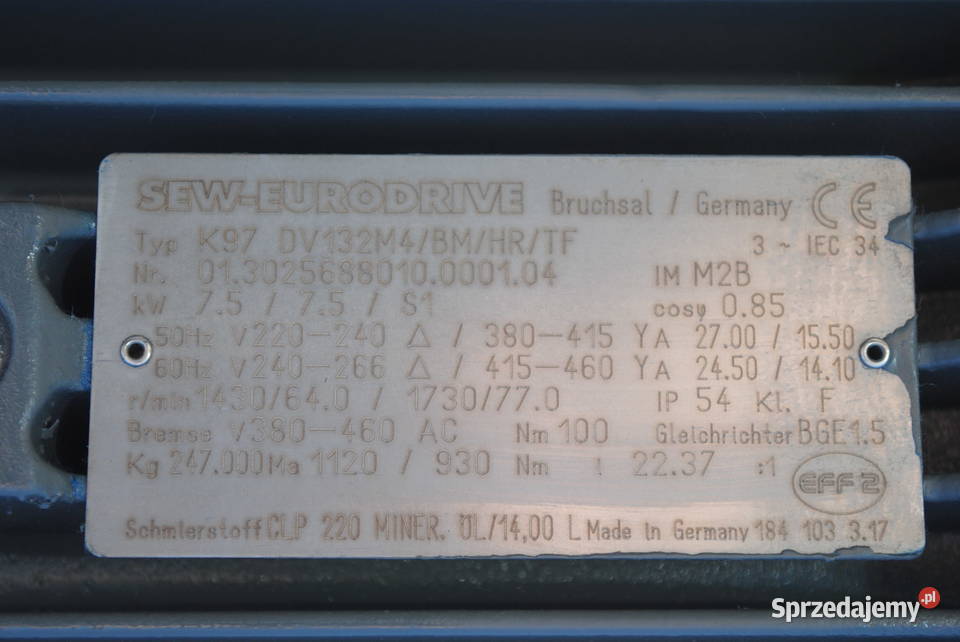 SEW-EURODRIVE Bruchsal / Germany CE
Typ K97 DV132M4/BM/HR/TF 3 ~ IEC 34
Nr. 01.3025688010.0001.04 IM M2B
kW 7.5 / 7.5 / S1 cosφ 0.85
50Hz V220-240 Δ / 380-415 Y A 27.00 / 15.50
60Hz V240-266 Δ / 415-460 Y A 24.50 / 14.10
r/min 1430/64.0 / 1730/77.0 IP 54 Kl. F
Bremse V380-460 AC Nm 100 Gleichrichter BGE1.5
Kg 247.000 Ma 1120 / 930 Nm i 22.37 :1
EFF 2
Schmierstoff CLP 220 MINER. ÖL/14,00 L Made in Germany 184 103 3.17
Sprzedajemy.pl